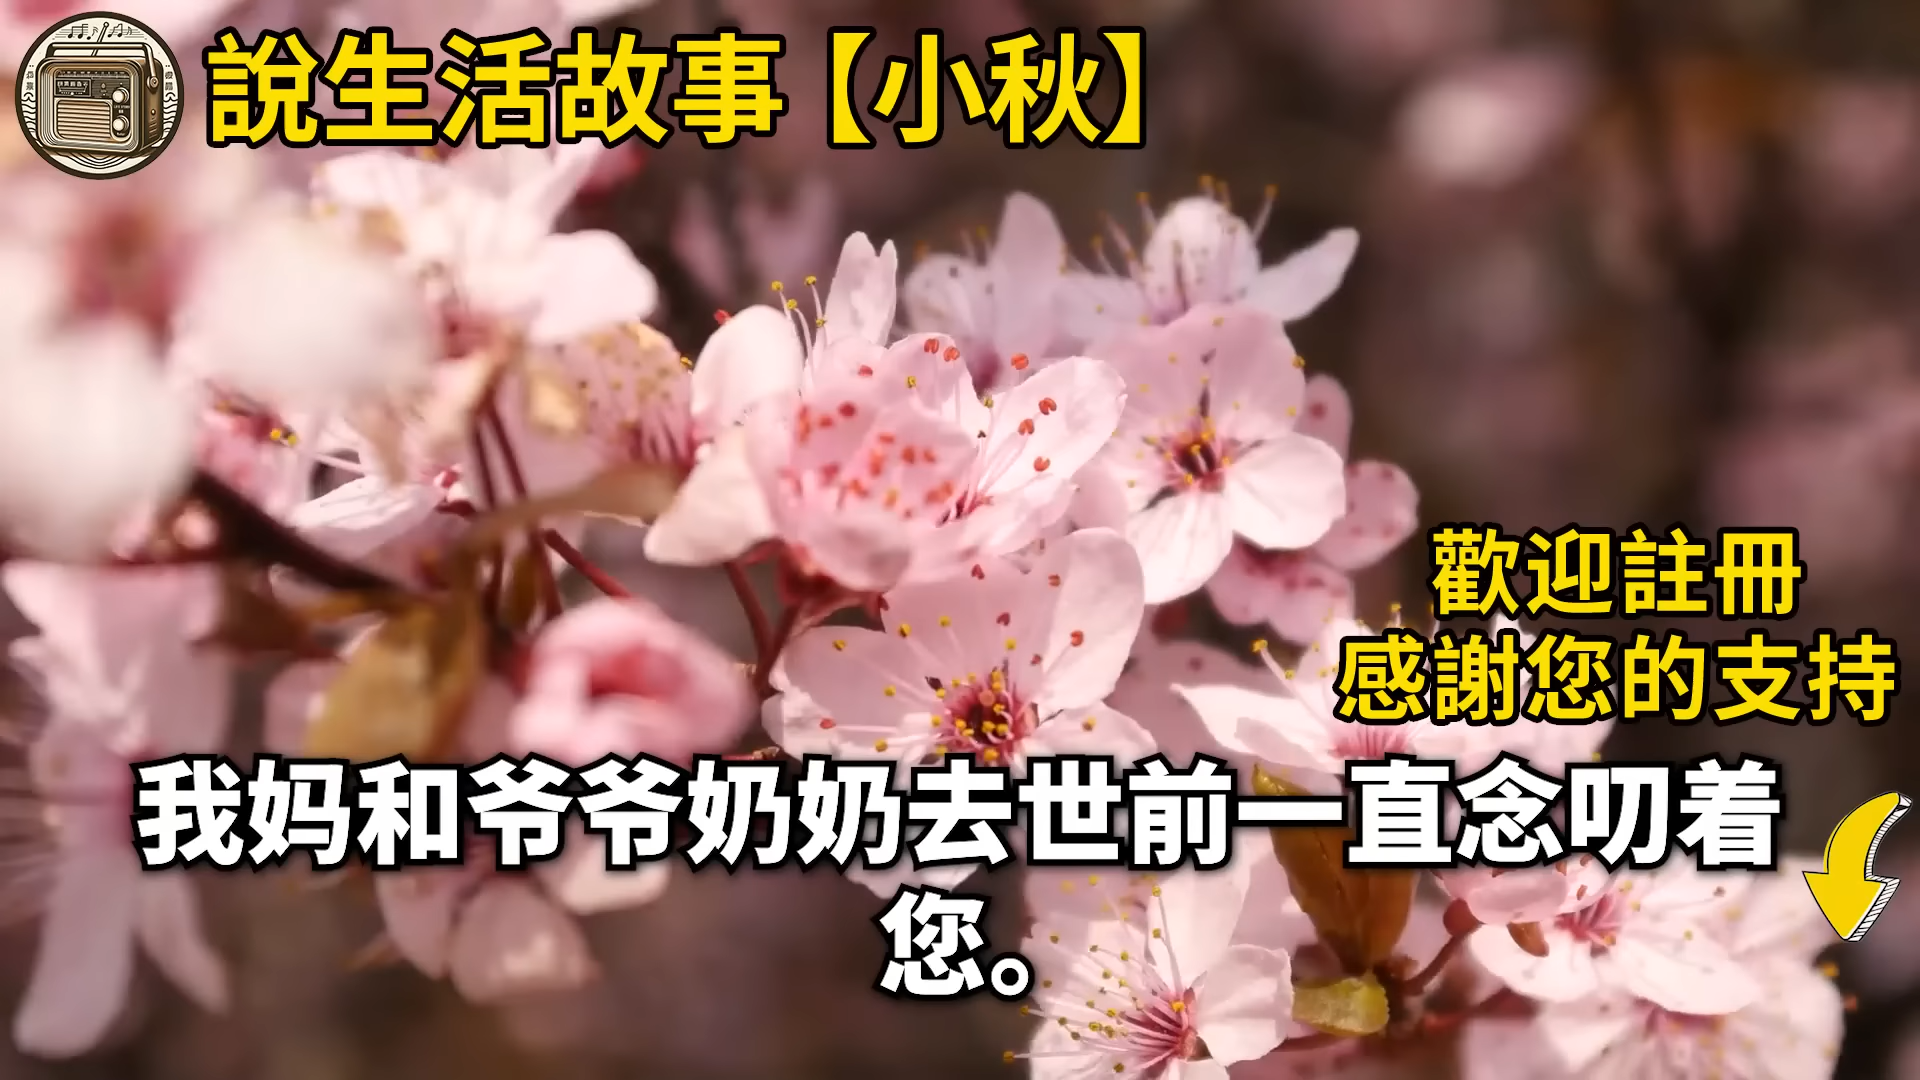 說生活故事【小秋】
歡迎註冊
感謝您的支持
我妈和爷爷奶奶去世前一直念叨着
您。